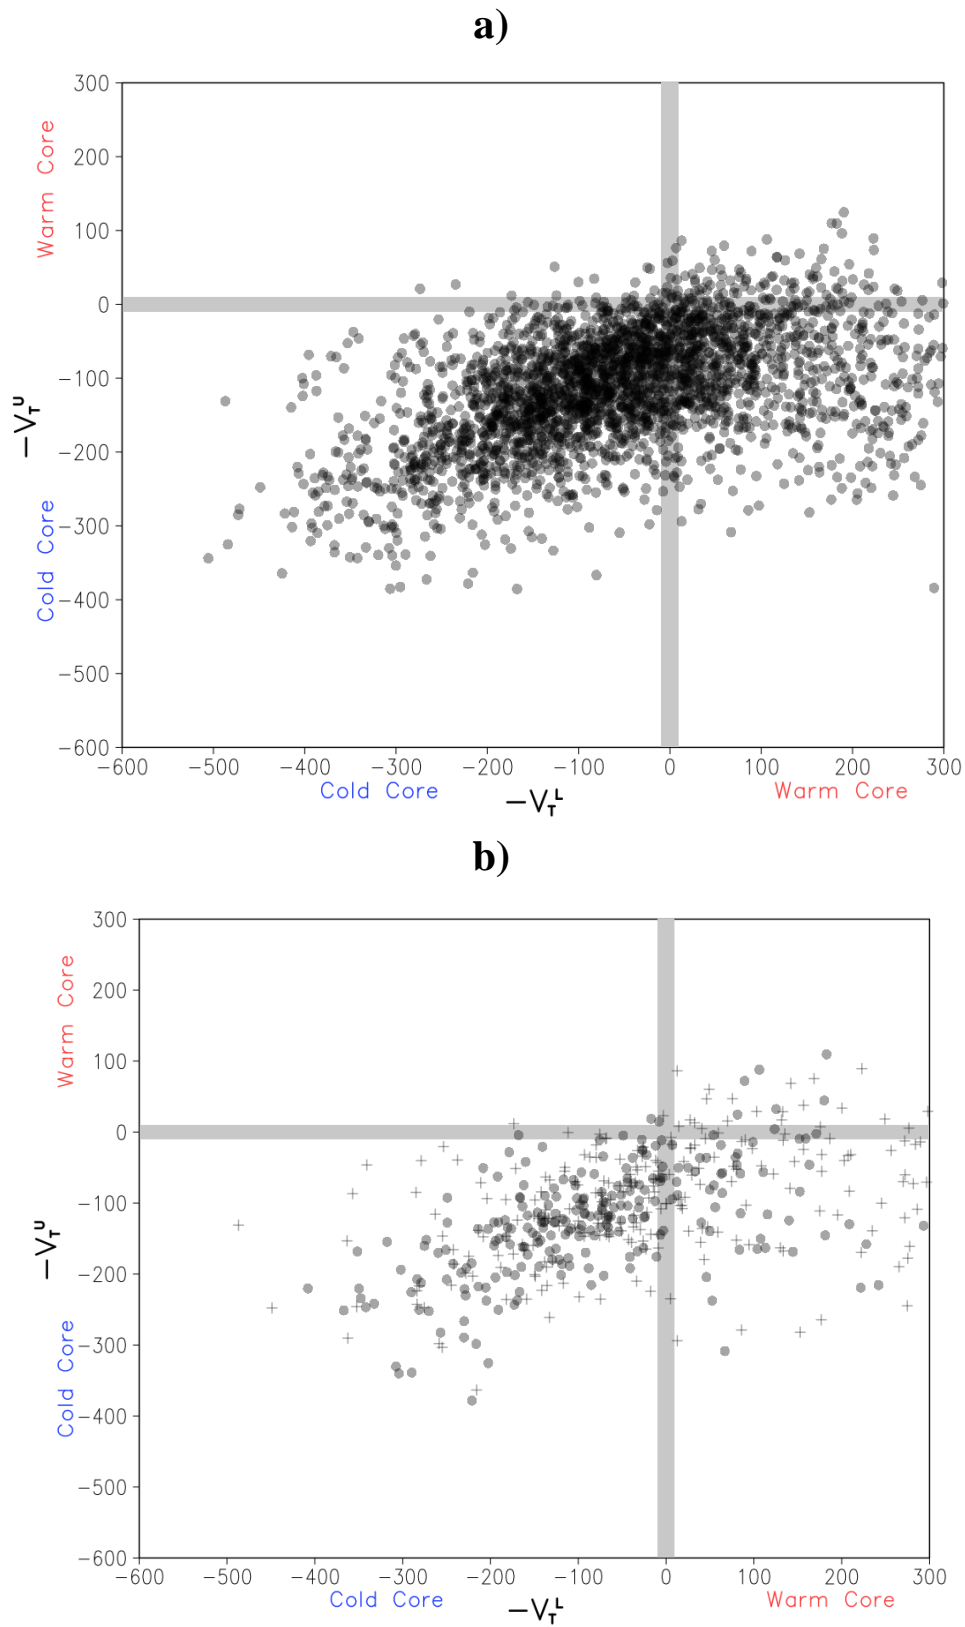 a)
300
200
100
0
−100
−200
−300
−400
−500
−600
Warm Core
−V_T^U
Cold Core
−600 −500 −400 −300 −200 −100 0 100 200 300
Cold Core −V_T^L Warm Core
b)
300
200
100
0
−100
−200
−300
−400
−500
−600
Warm Core
−V_T^U
Cold Core
−600 −500 −400 −300 −200 −100 0 100 200 300
Cold Core −V_T^L Warm Core